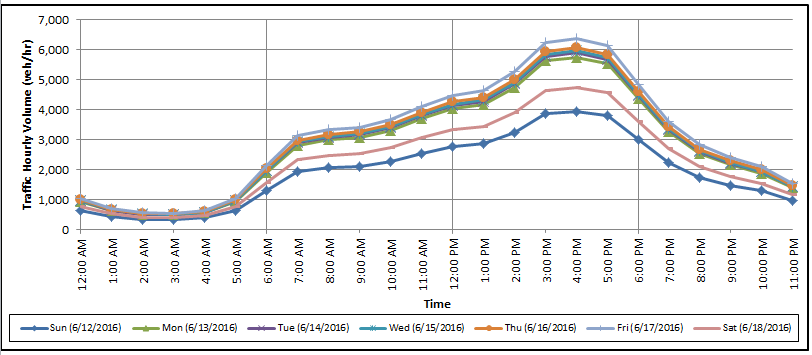 Traffic Hourly Volume (veh/hr)
7,000
6,000
5,000
4,000
3,000
2,000
1,000
0
12:00 AM
1:00 AM
2:00 AM
3:00 AM
4:00 AM
5:00 AM
6:00 AM
7:00 AM
8:00 AM
9:00 AM
10:00 AM
11:00 AM
12:00 PM
1:00 PM
2:00 PM
3:00 PM
4:00 PM
5:00 PM
6:00 PM
7:00 PM
8:00 PM
9:00 PM
10:00 PM
11:00 PM
Time
Sun (6/12/2016) Mon (6/13/2016) Tue (6/14/2016) Wed (6/15/2016) Thu (6/16/2016) Fri (6/17/2016) Sat (6/18/2016)